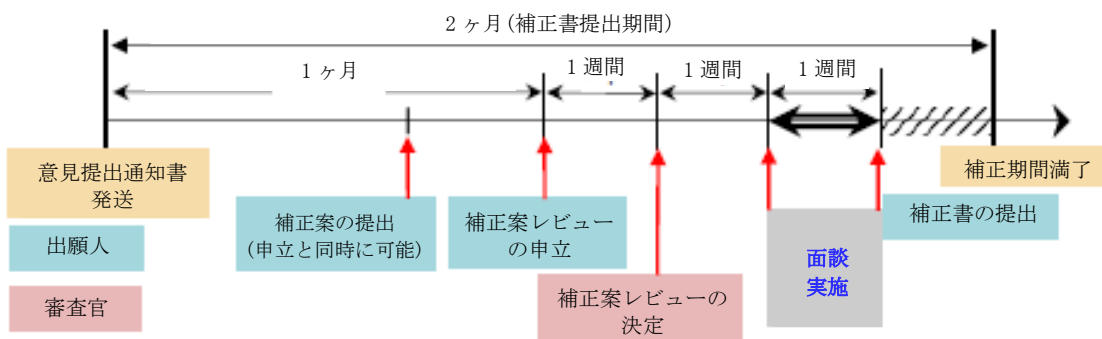 2ヶ月(補正書提出期間)
1ヶ月
1週間
1週間
1週間
意見提出通知書
発送
補正期間満了
補正案の提出
(申立と同時に可能)
補正案レビュー
の申立
補正書の提出
出願人
面談
実施
審査官
補正案レビューの
決定